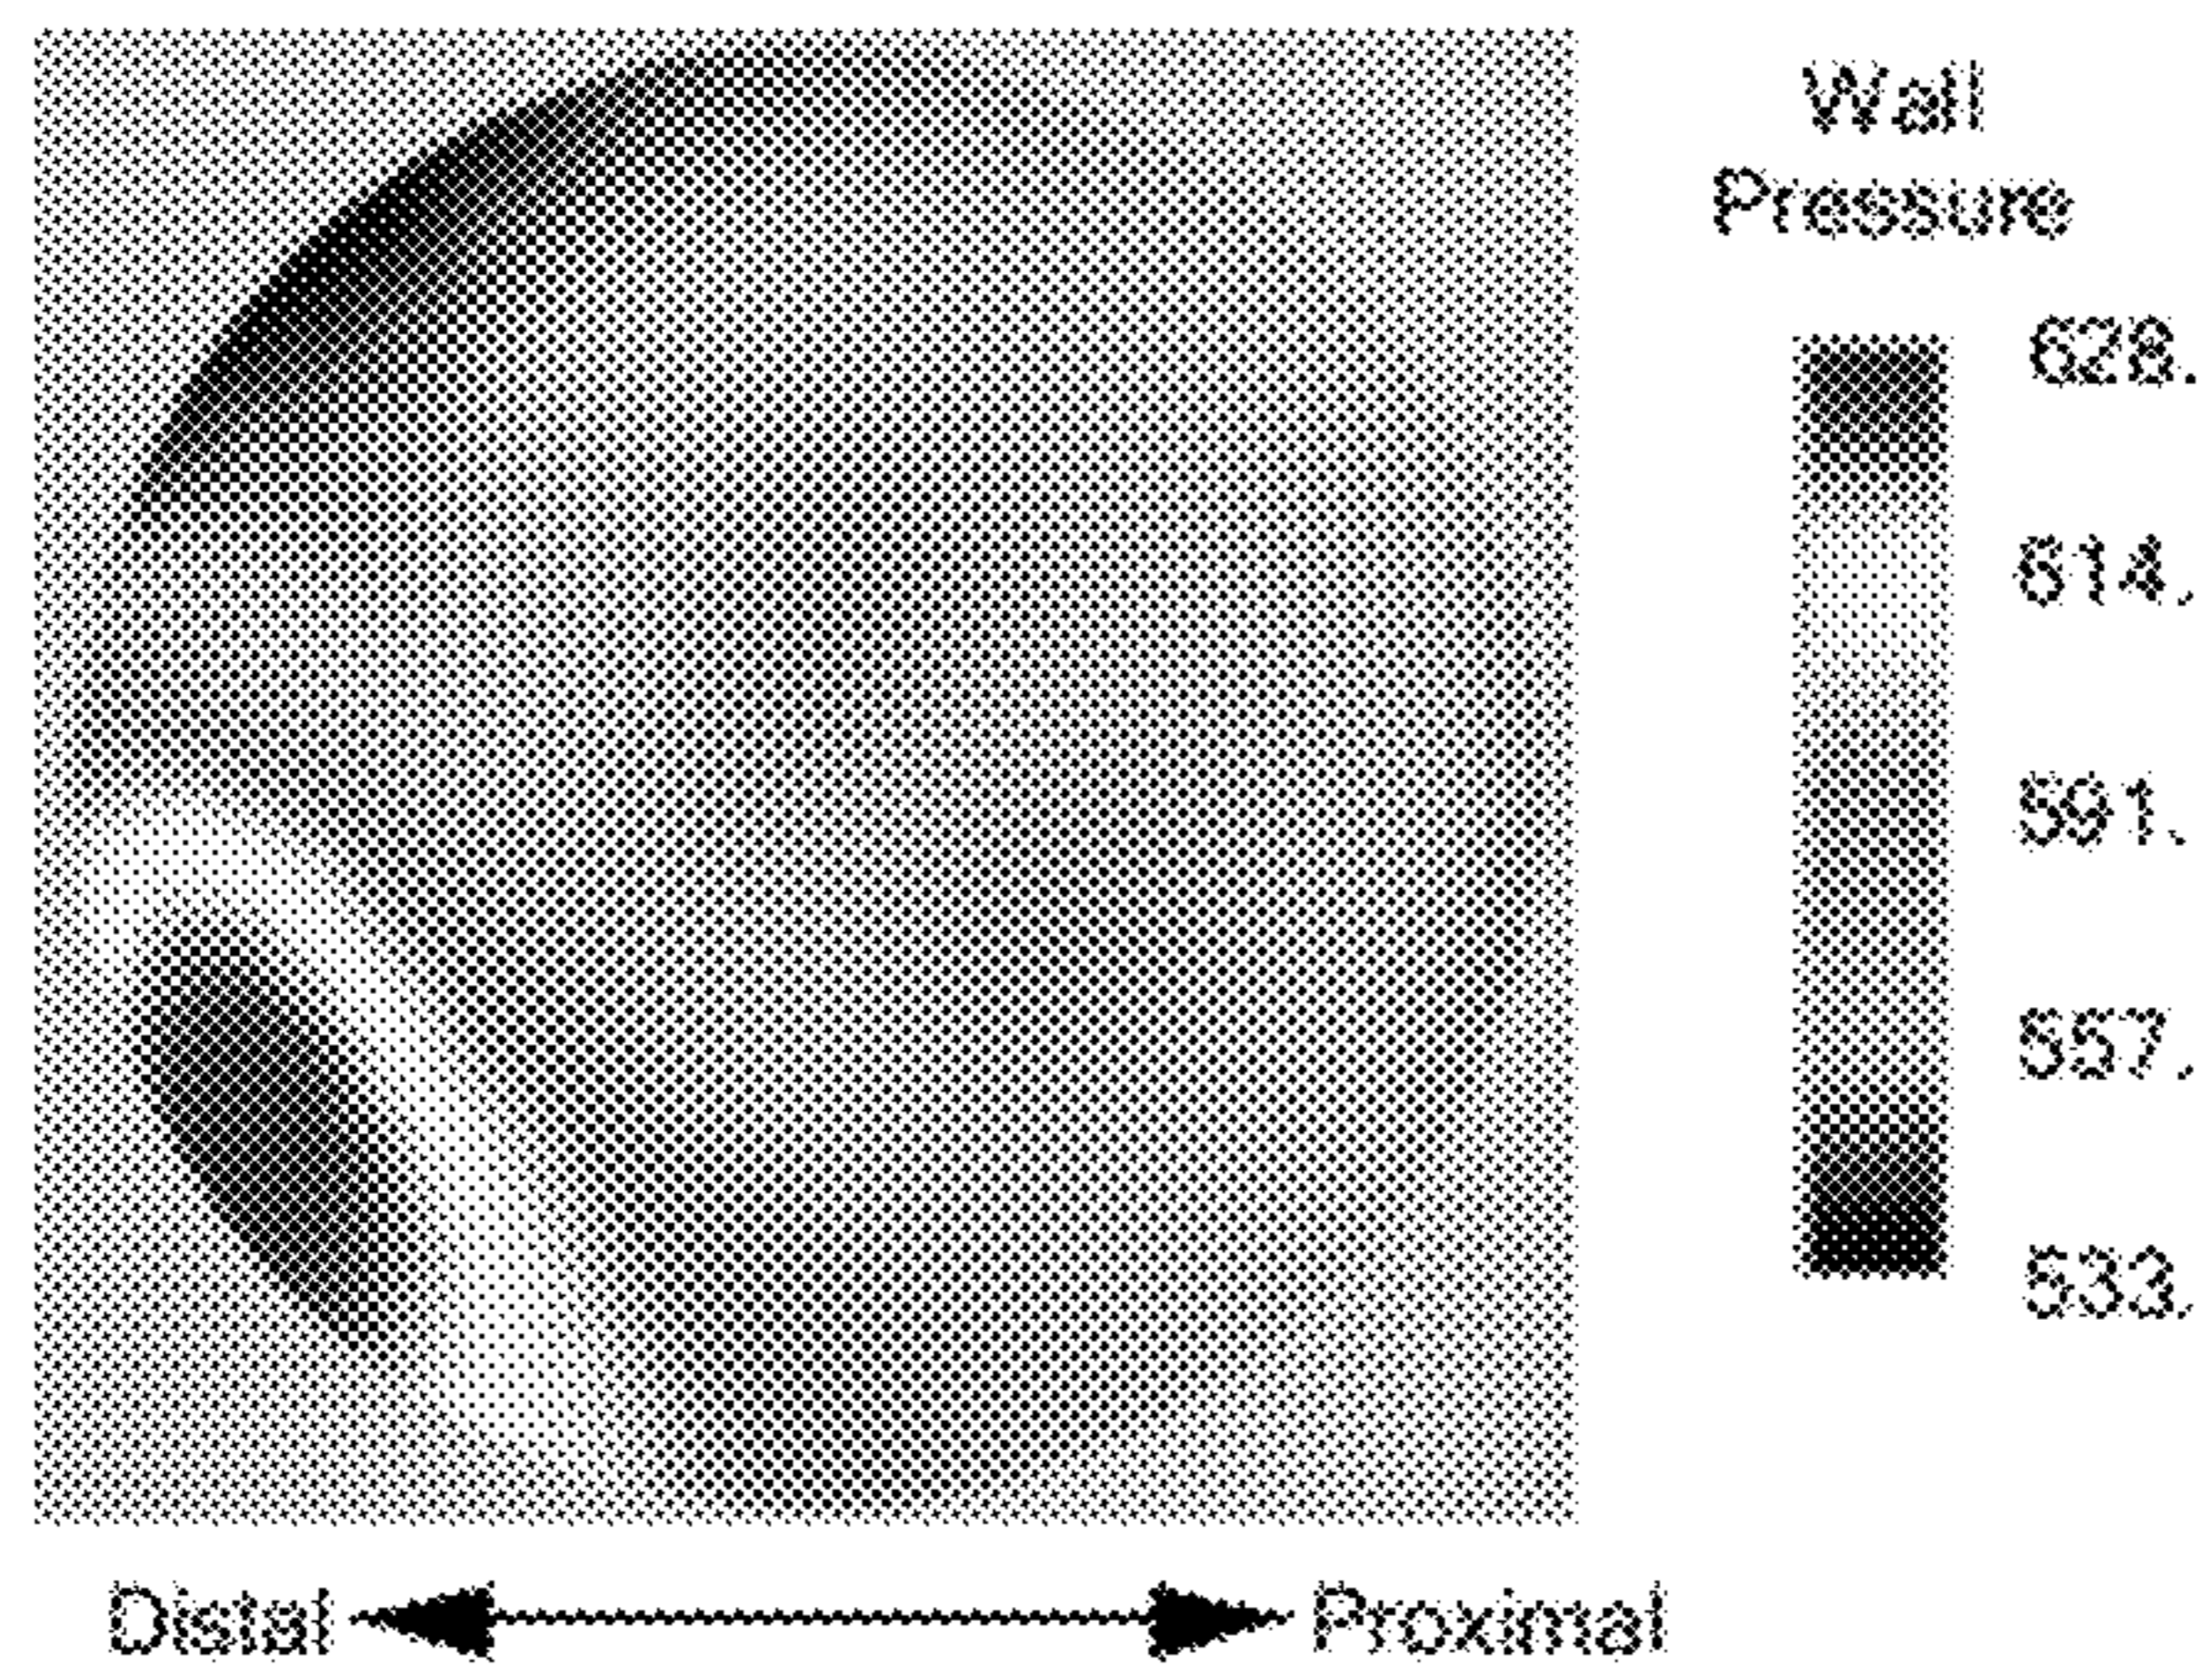 Wall
Pressure
628.
614.
591.
557.
533.
Distal
Proximal